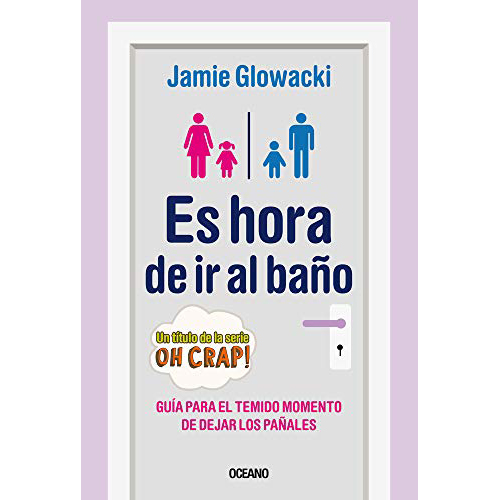 Jamie Glowacki
Es hora
de ir al baño
Un título de la serie
OH CRAP!
GUÍA PARA EL TEMIDO MOMENTO
DE DEJAR LOS PAÑALES
OCEANO